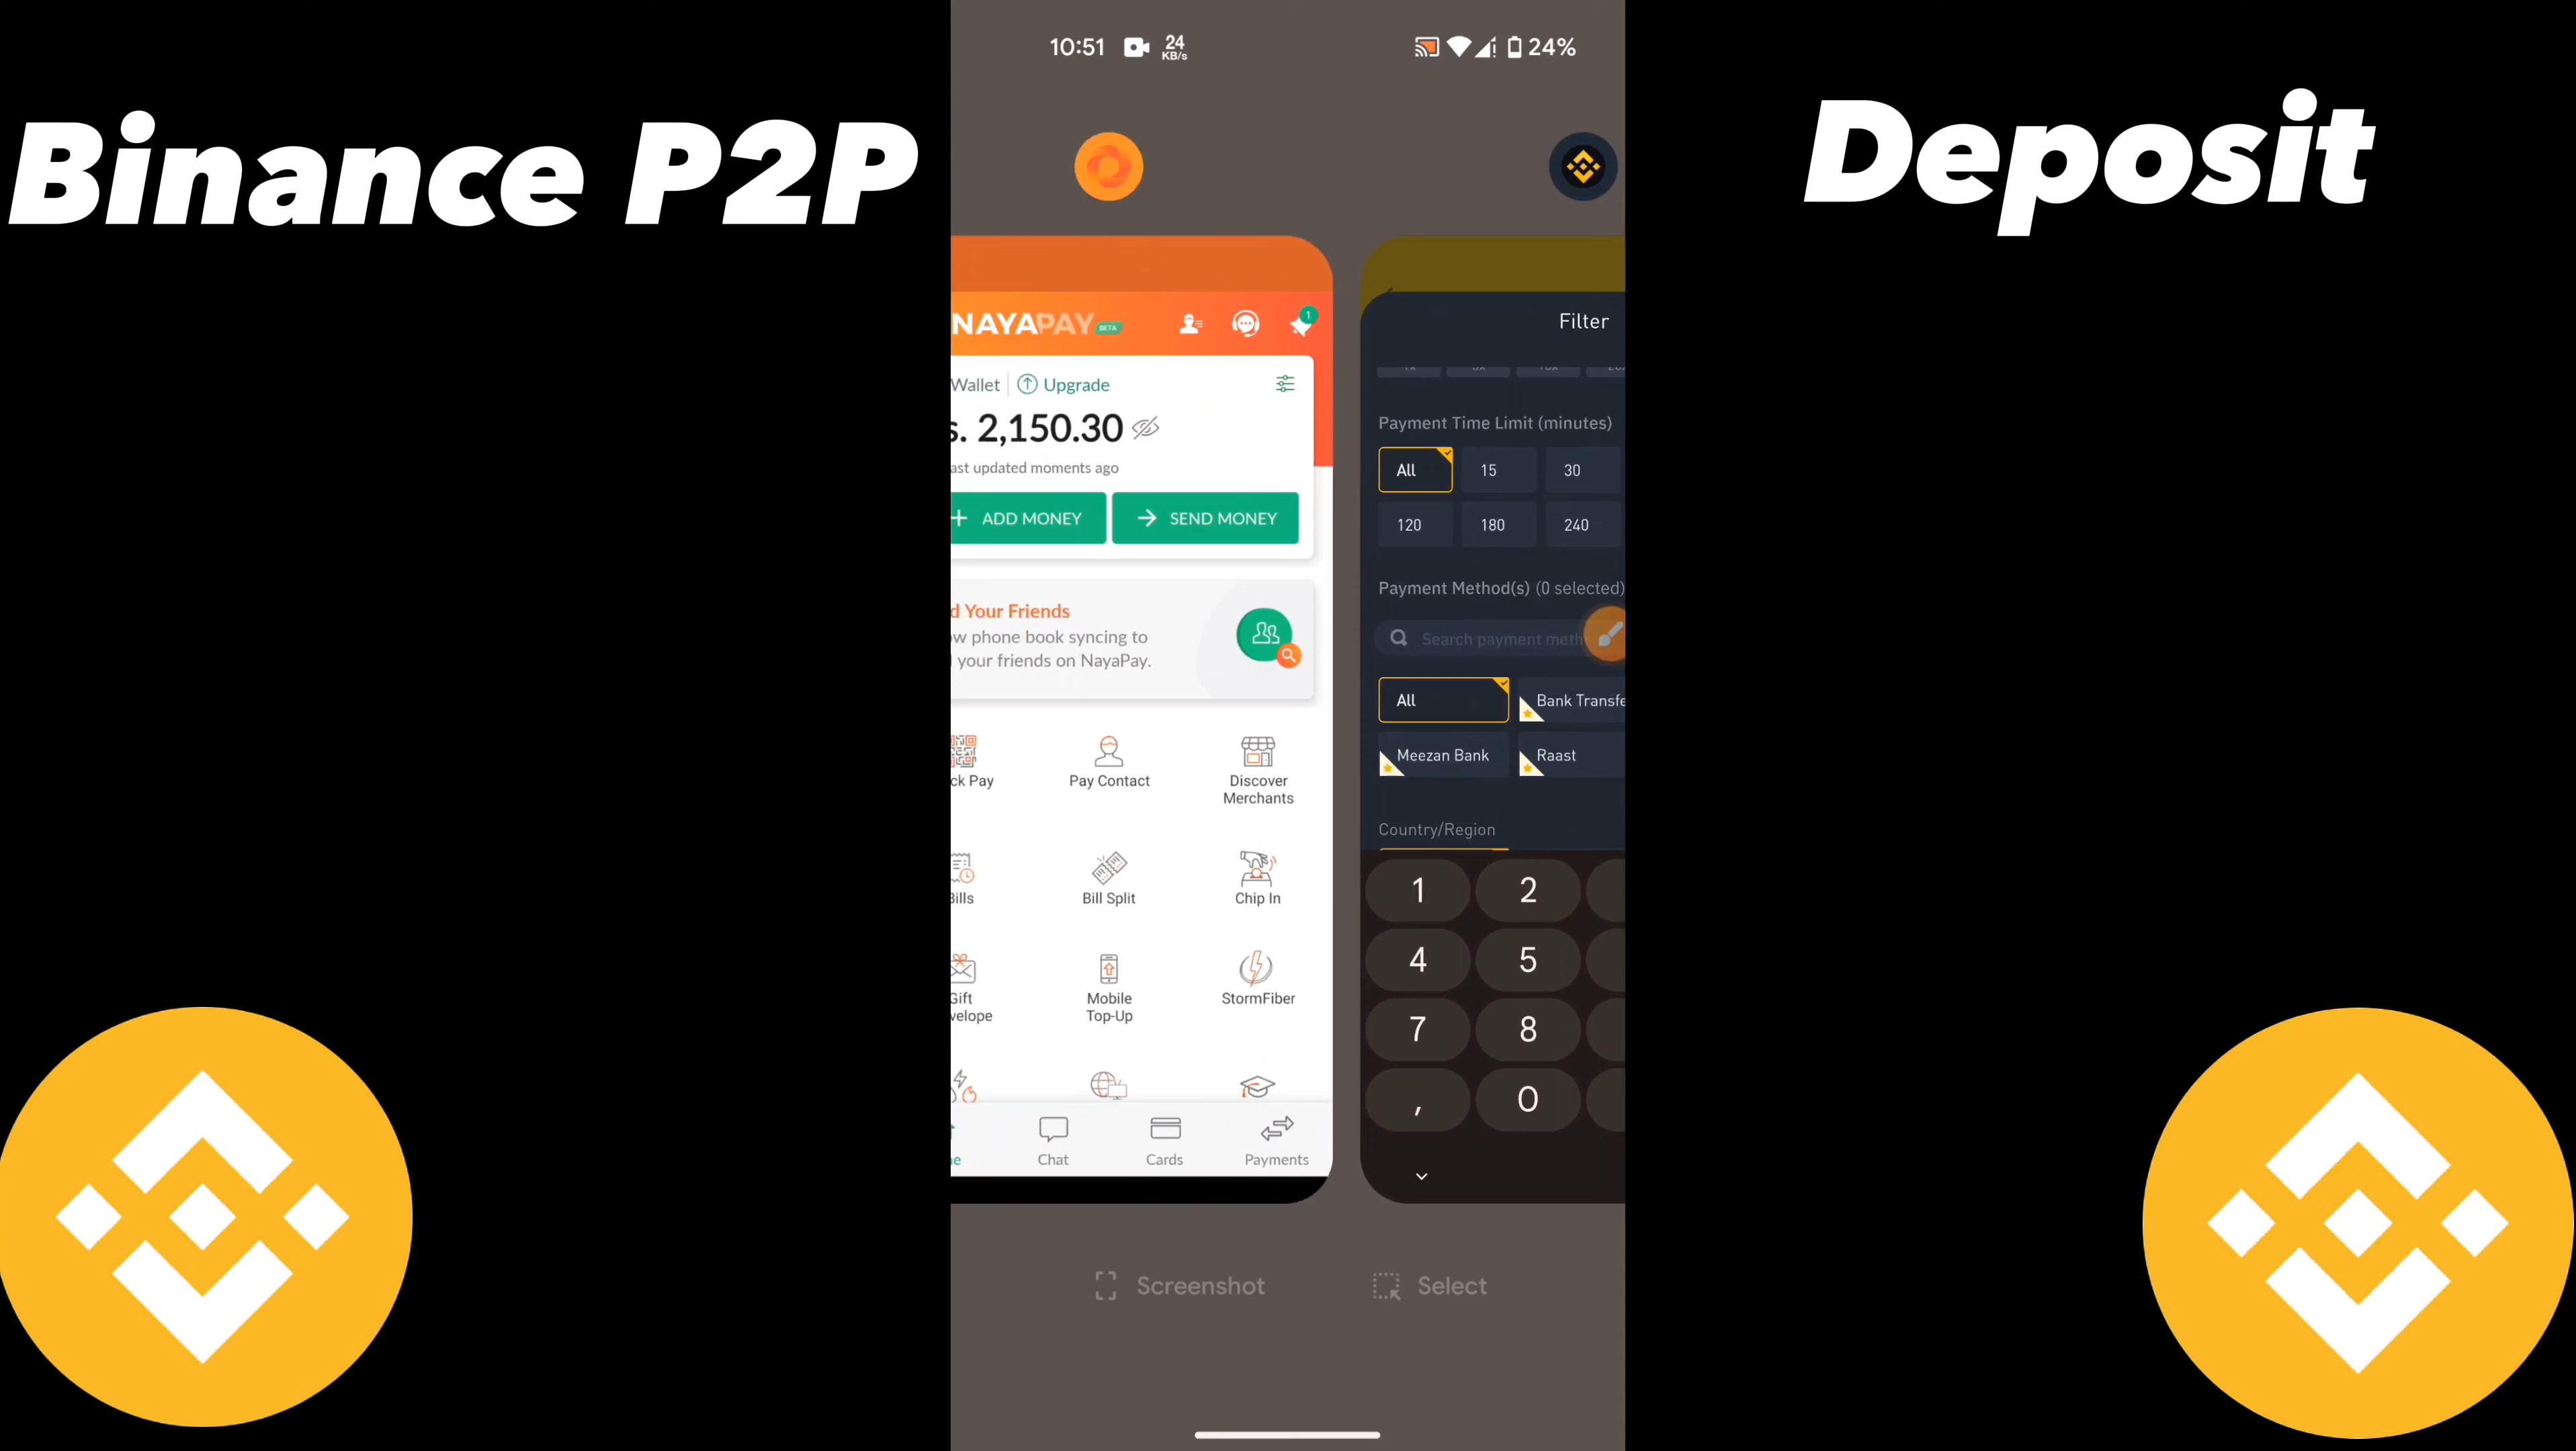 Binance P2P
Deposit
10:51
24
KB/s
24%
NAYAPAY BETA
1
Wallet
Upgrade
s. 2,150.30
ast updated moments ago
+ ADD MONEY
→ SEND MONEY
d Your Friends
ow phone book syncing to
your friends on NayaPay.
ck Pay
Pay Contact
Discover
Merchants
Bills
Bill Split
Chip In
Gift
velope
Mobile
Top-Up
StormFiber
Chat
Cards
Payments
Filter
Payment Time Limit (minutes)
All
15
30
120
180
240
Payment Method(s) (0 selected)
Search payment meth
All
Bank Transfe
Meezan Bank
Raast
Country/Region
1
2
4
5
7
8
,
0
Screenshot
Select